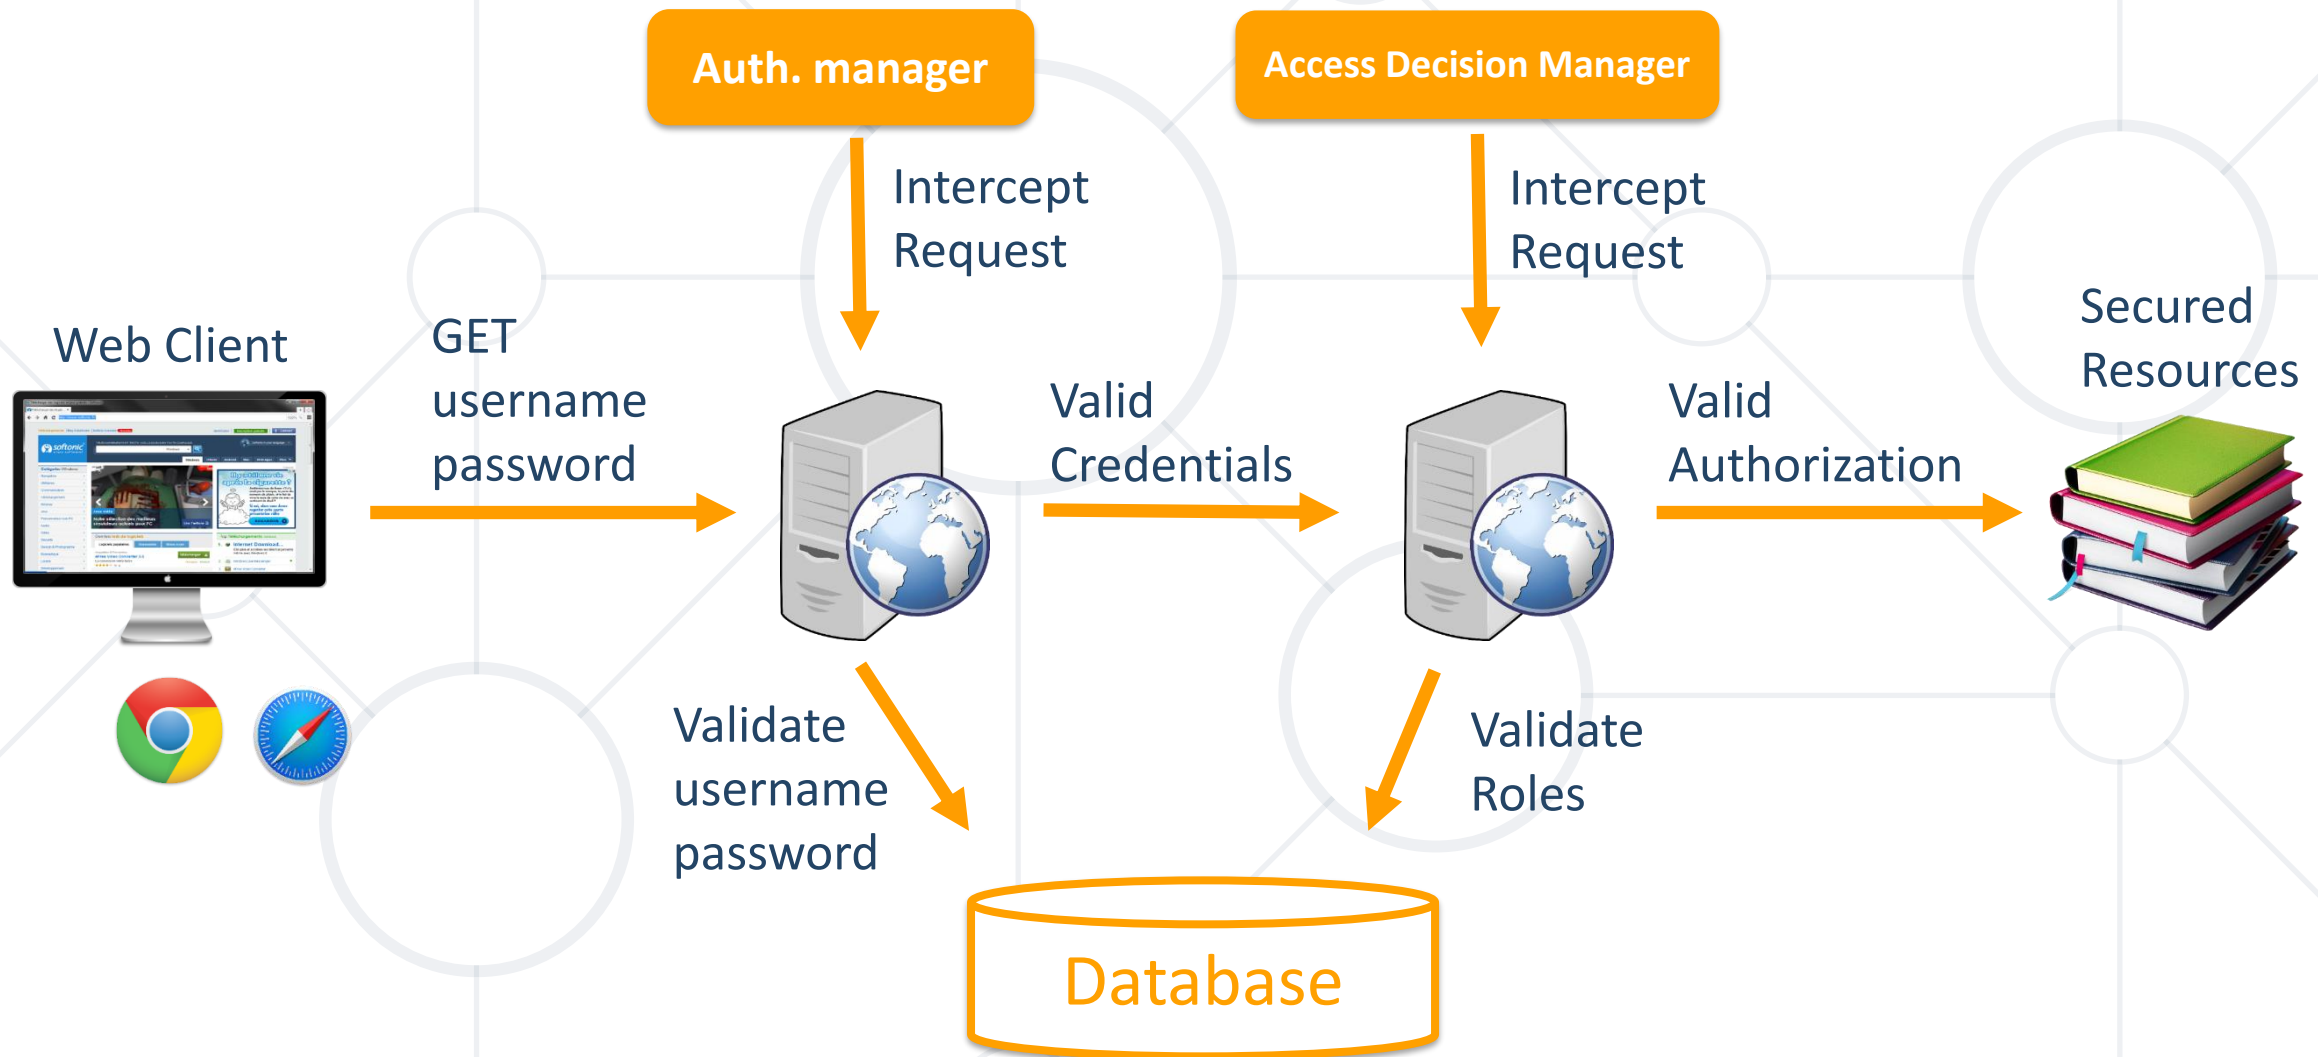 Auth. manager
Access Decision Manager
Intercept
Request
Intercept
Request
Web Client
GET
username
password
Valid
Credentials
Valid
Authorization
Secured
Resources
softonic
Validate
username
password
Validate
Roles
Database